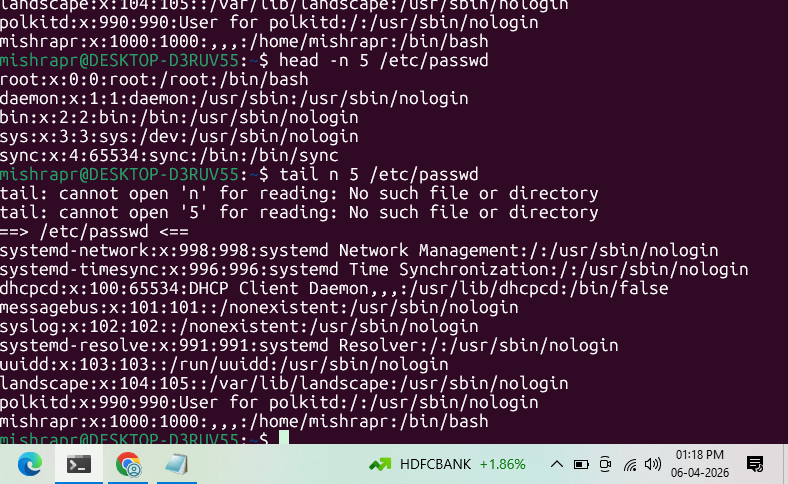 landscape:x:104:105::/var/lib/landscape:/usr/sbin/nologin
polkitd:x:990:990:User for polkitd:/:/usr/sbin/nologin
mishrapr:x:1000:1000:,,,:/home/mishrapr:/bin/bash
mishrapr@DESKTOP-D3RUV55:~$ head -n 5 /etc/passwd
root:x:0:0:root:/root:/bin/bash
daemon:x:1:1:daemon:/usr/sbin:/usr/sbin/nologin
bin:x:2:2:bin:/bin:/usr/sbin/nologin
sys:x:3:3:sys:/dev:/usr/sbin/nologin
sync:x:4:65534:sync:/bin:/bin/sync
mishrapr@DESKTOP-D3RUV55:~$ tail n 5 /etc/passwd
tail: cannot open 'n' for reading: No such file or directory
tail: cannot open '5' for reading: No such file or directory
==> /etc/passwd <==
systemd-network:x:998:998:systemd Network Management:/:/usr/sbin/nologin
systemd-timesync:x:996:996:systemd Time Synchronization:/:/usr/sbin/nologin
dhcpcd:x:100:65534:DHCP Client Daemon,,,:/usr/lib/dhcpcd:/bin/false
messagebus:x:101:101::/nonexistent:/usr/sbin/nologin
syslog:x:102:102::/nonexistent:/usr/sbin/nologin
systemd-resolve:x:991:991:systemd Resolver:/:/usr/sbin/nologin
uuidd:x:103:103::/run/uuidd:/usr/sbin/nologin
landscape:x:104:105::/var/lib/landscape:/usr/sbin/nologin
polkitd:x:990:990:User for polkitd:/:/usr/sbin/nologin
mishrapr:x:1000:1000:,,,:/home/mishrapr:/bin/bash
mishrapr@DESKTOP-D3RUV55:~$
HDFCBANK +1.86%
01:18 PM
06-04-2026